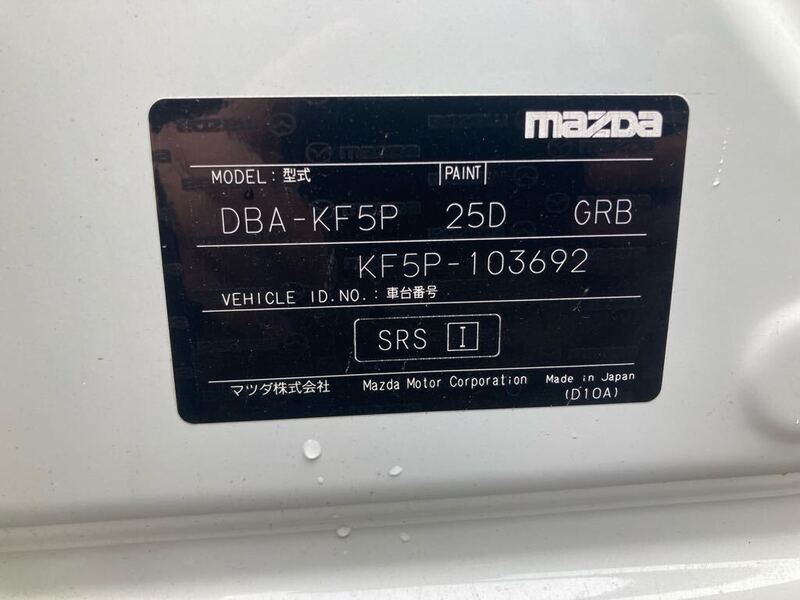 mazda
MODEL : 型式 PAINT
DBA-KF5P 25D GRB
KF5P-103692
VEHICLE ID.NO. : 車台番号
SRS I
マツダ株式会社 Mazda Motor Corporation Made in Japan
(D10A)